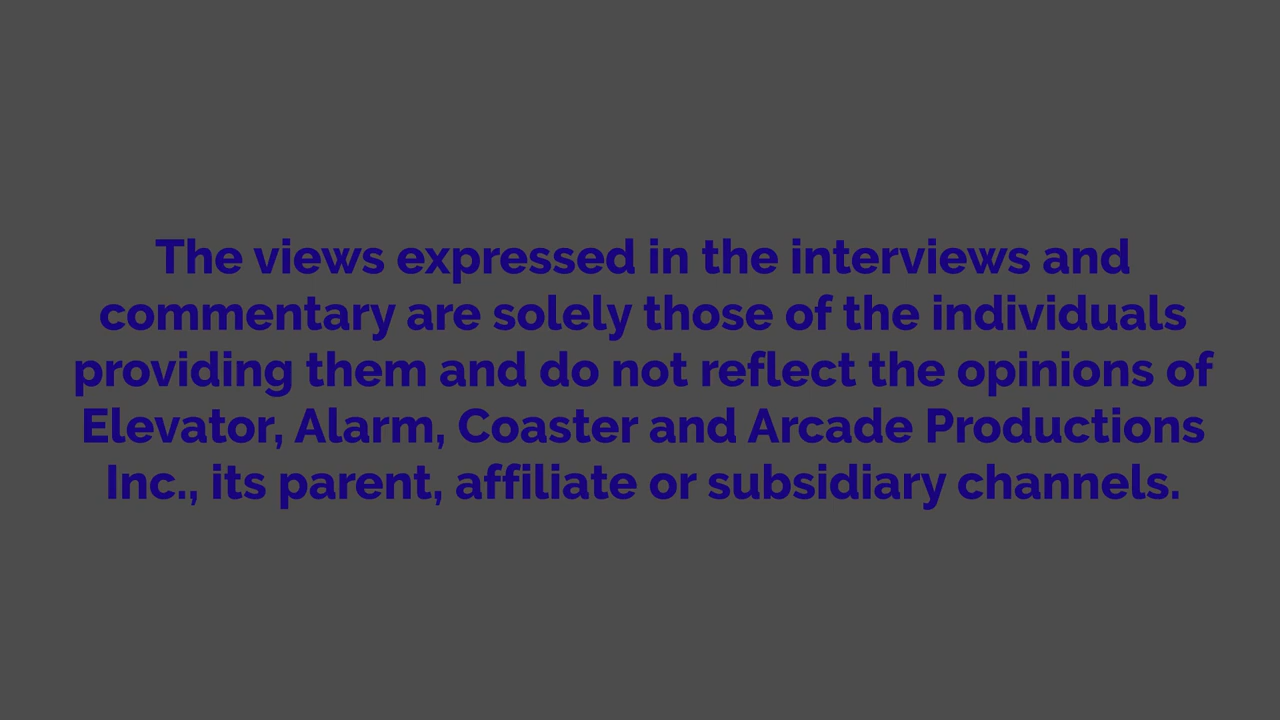 The views expressed in the interviews and
commentary are solely those of the individuals
providing them and do not reflect the opinions of
Elevator, Alarm, Coaster and Arcade Productions
Inc., its parent, affiliate or subsidiary channels.